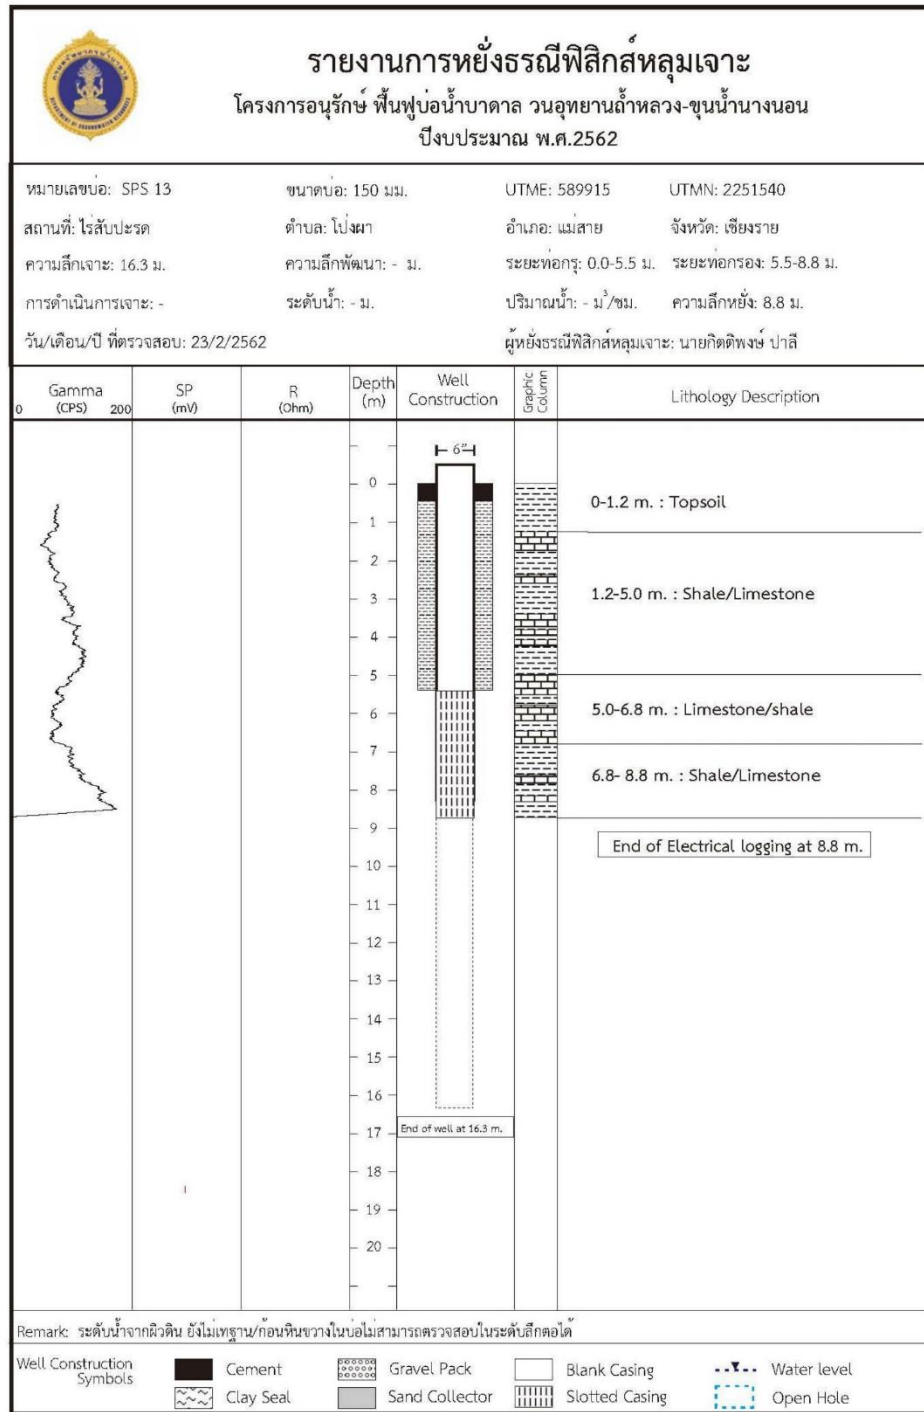 รายงานการหยั่งธรณีฟิสิกส์หลุมเจาะ
โครงการอนุรักษ์ ฟื้นฟูบ่อน้ำบาดาล วนอุทยานถ้ำหลวง-ขุนน้ำนางนอน
ปีงบประมาณ พ.ศ.2562
หมายเลขบ่อ: SPS 13 ขนาดบ่อ: 150 มม. UTME: 589915 UTMN: 2251540
สถานที่: ไร่สับปะรด ตำบล: โป่งผา อำเภอ: แม่สาย จังหวัด: เชียงราย
ความลึกเจาะ: 16.3 ม. ความลึกพัฒนา: - ม. ระยะท่อกรุ: 0.0-5.5 ม. ระยะท่อกรอง: 5.5-8.8 ม.
การดำเนินการเจาะ: - ระดับน้ำ: - ม. ปริมาณน้ำ: - ม³/ชม. ความลึกหยั่ง: 8.8 ม.
วัน/เดือน/ปี ที่ตรวจสอบ: 23/2/2562 ผู้หยั่งธรณีฟิสิกส์หลุมเจาะ: นายกิตติพงษ์ ปาลี
Gamma SP R Depth Well Graphic Column Lithology Description
0 (CPS) 200 (mV) (Ohm) (m) Construction
6"
0
0-1.2 m. : Topsoil
1
2
1.2-5.0 m. : Shale/Limestone
3
4
5
5.0-6.8 m. : Limestone/shale
6
7
6.8- 8.8 m. : Shale/Limestone
8
9
End of Electrical logging at 8.8 m.
10
11
12
13
14
15
16
End of well at 16.3 m.
17
18
19
20
Remark: ระดับน้ำจากผิวดิน ยังไม่เทฐาน/ก้อนหินขวางในบ่อไม่สามารถตรวจสอบในระดับลึกต่อได้
Well Construction Symbols
Cement Gravel Pack Blank Casing Water level
Clay Seal Sand Collector Slotted Casing Open Hole